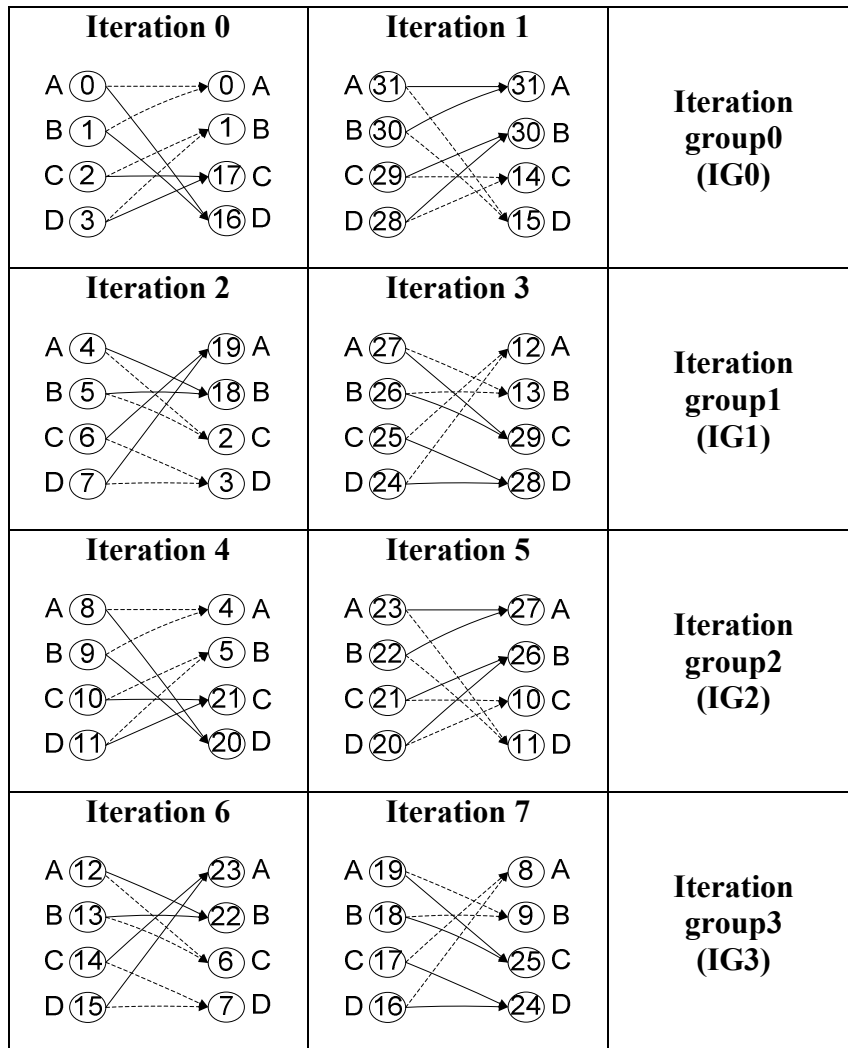 Iteration 0
A 0 0 A
B 1 1 B
C 2 17 C
D 3 16 D
Iteration 1
A 31 31 A
B 30 30 B
C 29 14 C
D 28 15 D
Iteration
group0
(IG0)
Iteration 2
A 4 19 A
B 5 18 B
C 6 2 C
D 7 3 D
Iteration 3
A 27 12 A
B 26 13 B
C 25 29 C
D 24 28 D
Iteration
group1
(IG1)
Iteration 4
A 8 4 A
B 9 5 B
C 10 21 C
D 11 20 D
Iteration 5
A 23 27 A
B 22 26 B
C 21 10 C
D 20 11 D
Iteration
group2
(IG2)
Iteration 6
A 12 23 A
B 13 22 B
C 14 6 C
D 15 7 D
Iteration 7
A 19 8 A
B 18 9 B
C 17 25 C
D 16 24 D
Iteration
group3
(IG3)